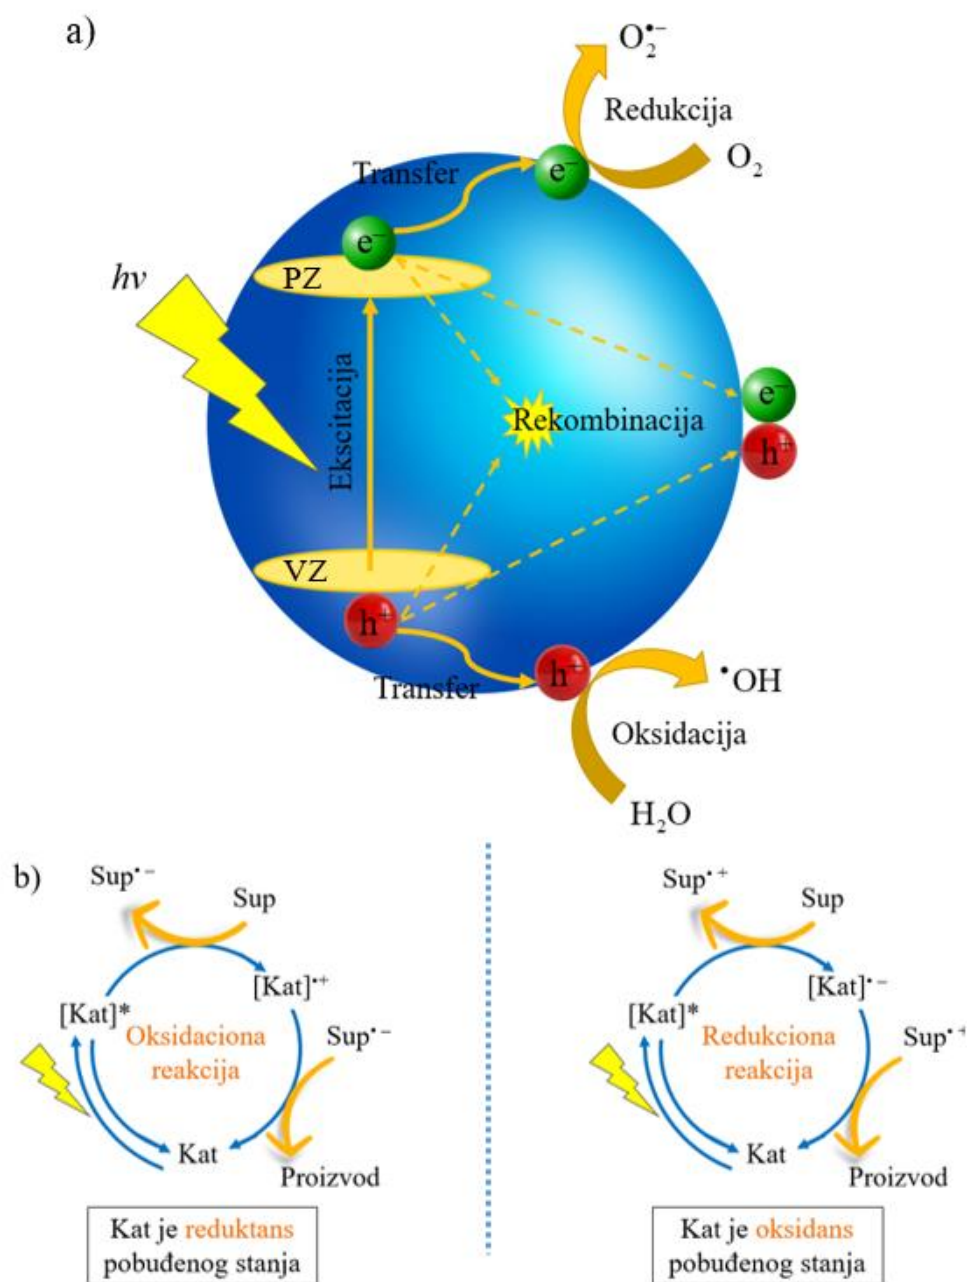 a)
O₂•−
Redukcija
O₂
e⁻
Transfer
e⁻
PZ
hν
Ekscitacija
Rekombinacija
e⁻
h⁺
VZ
h⁺
Transfer
h⁺
•OH
Oksidacija
H₂O
b)
Sup•−
Sup
[Kat]•+
[Kat]*
Oksidaciona
reakcija
Sup•−
Kat
Proizvod
Kat je reduktans
pobuđenog stanja
Sup•+
Sup
[Kat]•−
[Kat]*
Redukciona
reakcija
Sup•+
Kat
Proizvod
Kat je oksidans
pobuđenog stanja